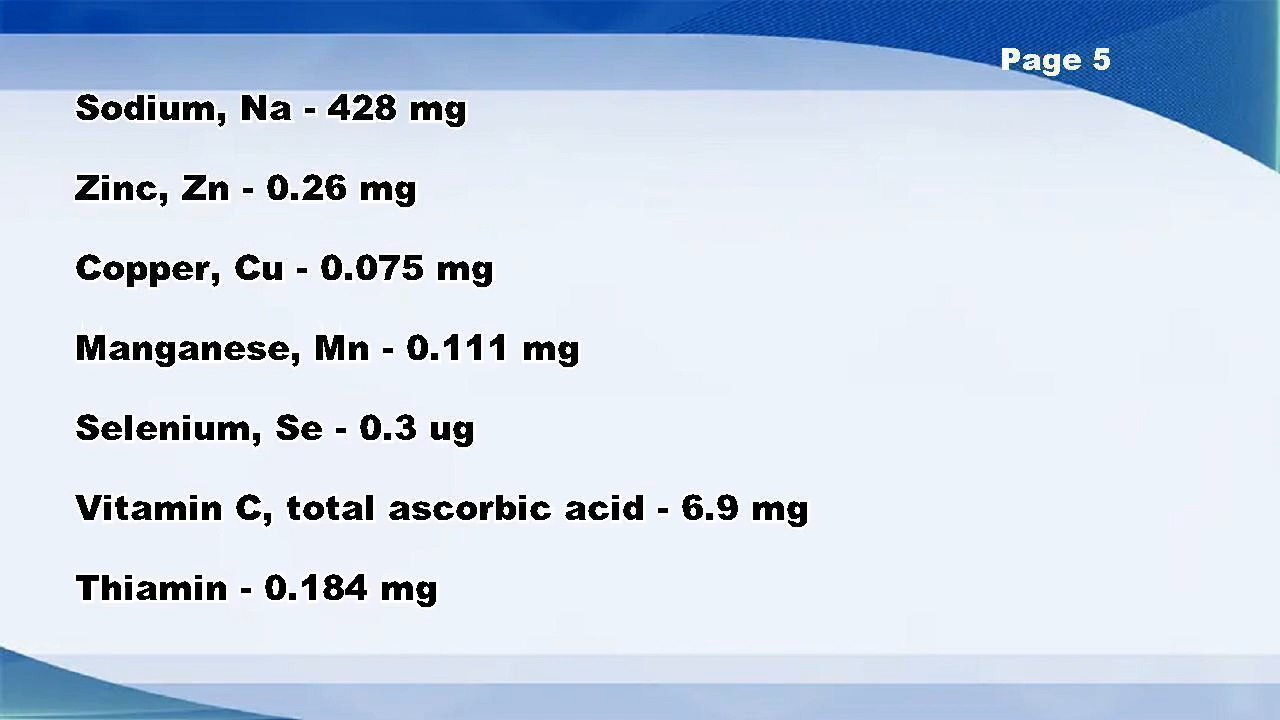 Page 5
Sodium, Na - 428 mg
Zinc, Zn - 0.26 mg
Copper, Cu - 0.075 mg
Manganese, Mn - 0.111 mg
Selenium, Se - 0.3 ug
Vitamin C, total ascorbic acid - 6.9 mg
Thiamin - 0.184 mg